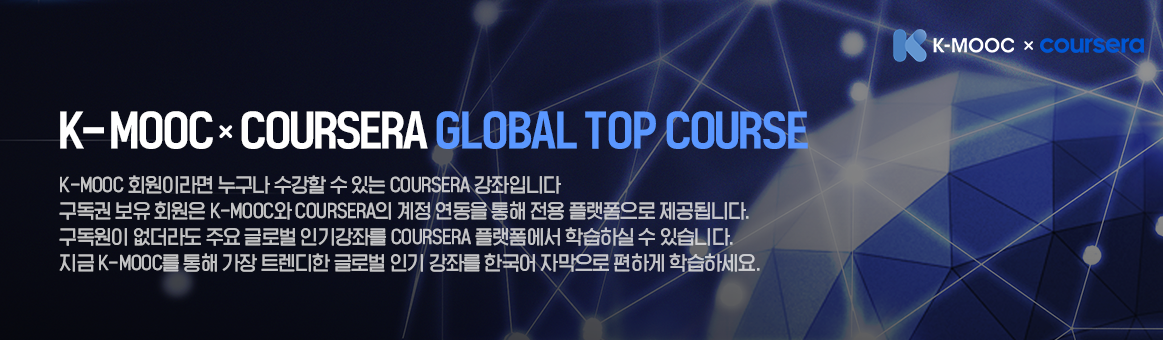 K-MOOC × coursera
K-MOOC × COURSERA GLOBAL TOP COURSE
K-MOOC 회원이라면 누구나 수강할 수 있는 COURSERA 강좌입니다
구독권 보유 회원은 K-MOOC와 COURSERA의 계정 연동을 통해 전용 플랫폼으로 제공됩니다.
구독원이 없더라도 주요 글로벌 인기강좌를 COURSERA 플랫폼에서 학습하실 수 있습니다.
지금 K-MOOC를 통해 가장 트렌디한 글로벌 인기 강좌를 한국어 자막으로 편하게 학습하세요.